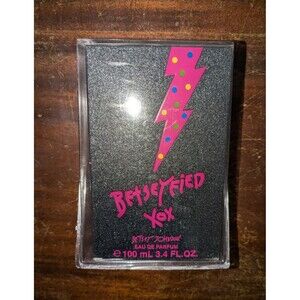 BETSEYFIED
XOX
BETSEY JOHNSON
EAU DE PARFUM
℮ 100 mL 3.4 FL.OZ.